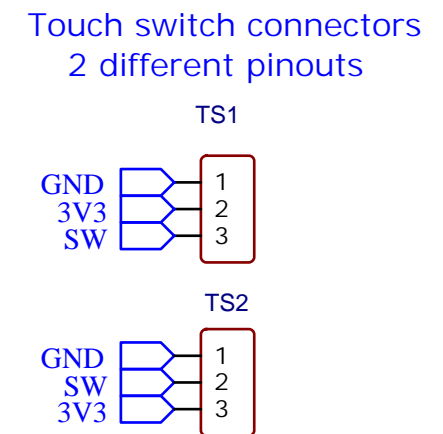 Touch switch connectors
2 different pinouts
TS1
GND 1
3V3 2
SW 3
TS2
GND 1
SW 2
3V3 3